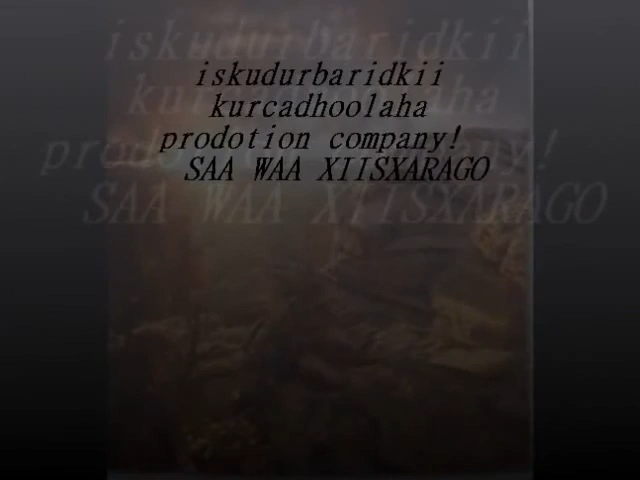 iskudurbaridkii
kurcadhoolaha
prodotion company!
SAA WAA XIISXARAGO